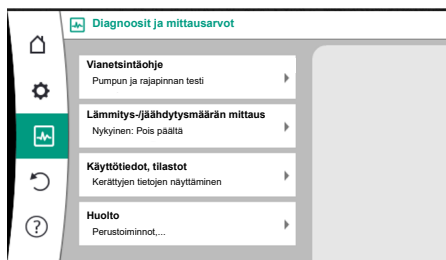 Diagnoosit ja mittausarvot
Vianetsintäohje
Pumpun ja rajapinnan testi
Lämmitys-/jäähdytysmäärän mittaus
Nykyinen: Pois päältä
Käyttötiedot, tilastot
Kerättyjen tietojen näyttäminen
Huolto
Perustoiminnot,...
?